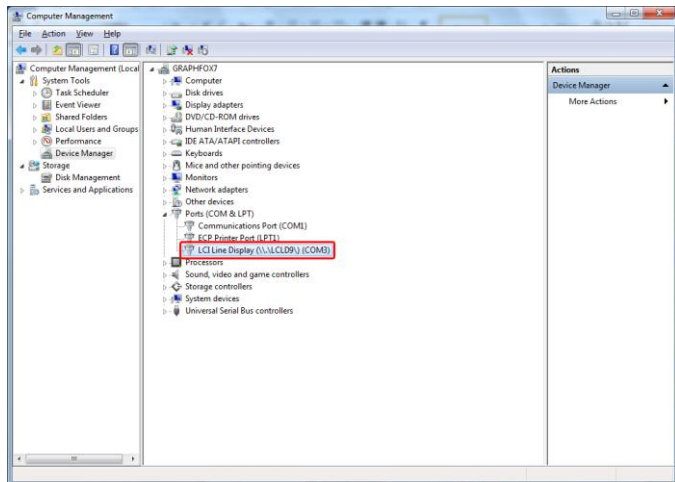 Computer Management
File Action View Help
Computer Management (Local
System Tools
Task Scheduler
Event Viewer
Shared Folders
Local Users and Groups
Performance
Device Manager
Storage
Disk Management
Services and Applications
GRAPHFOX7
Computer
Disk drives
Display adapters
DVD/CD-ROM drives
Human Interface Devices
IDE ATA/ATAPI controllers
Keyboards
Mice and other pointing devices
Monitors
Network adapters
Other devices
Ports (COM & LPT)
Communications Port (COM1)
ECP Printer Port (LPT1)
LCI Line Display (\\.\LCLD9\) (COM3)
Processors
Sound, video and game controllers
Storage controllers
System devices
Universal Serial Bus controllers
Actions
Device Manager
More Actions